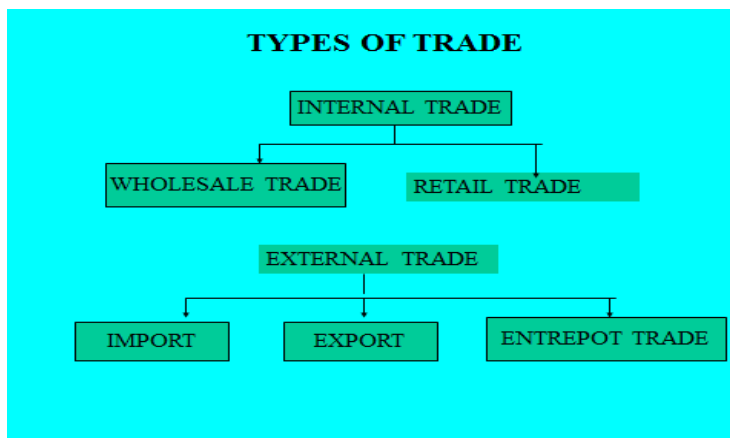 TYPES OF TRADE
INTERNAL TRADE
WHOLESALE TRADE
RETAIL TRADE
EXTERNAL TRADE
IMPORT
EXPORT
ENTREPOT TRADE